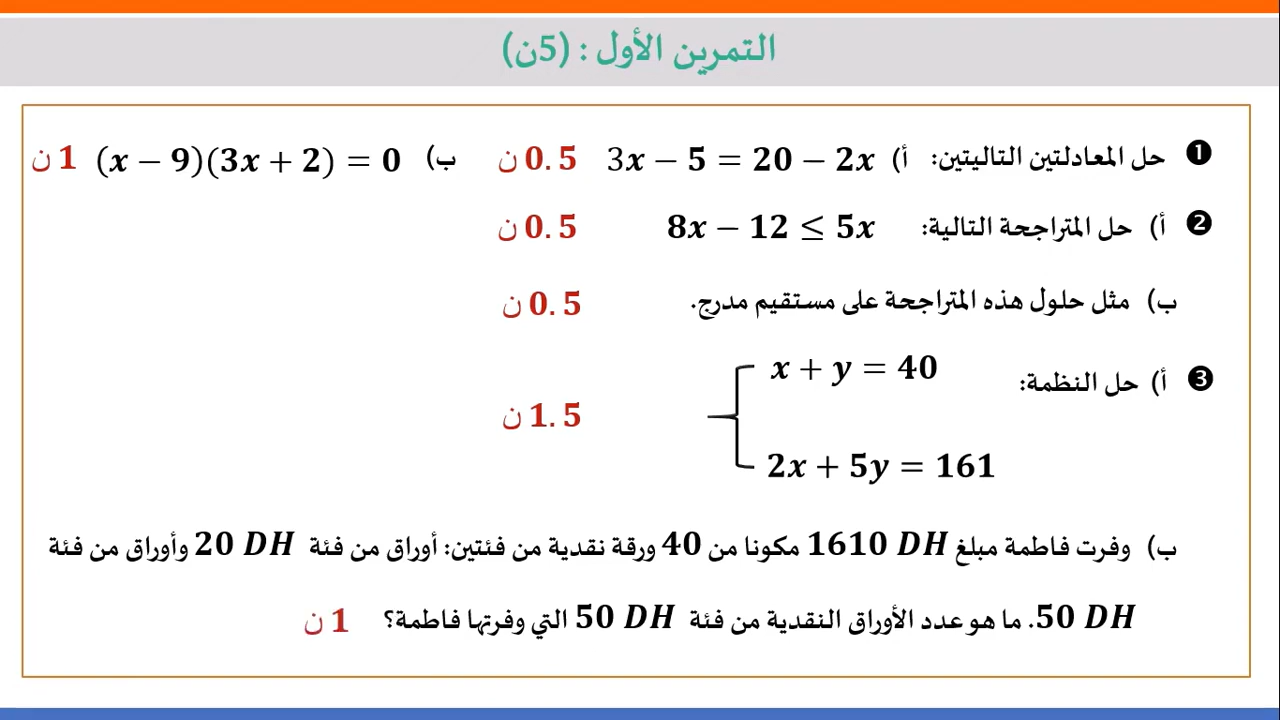 التمرين الأول : (5ن)
❶ حل المعادلتين التاليتين: أ) 3x − 5 = 20 − 2x 0.5 ن ب) (x − 9)(3x + 2) = 0 1 ن
❷ أ) حل المتراجحة التالية: 8x − 12 ≤ 5x 0.5 ن
ب) مثل حلول هذه المتراجحة على مستقيم مدرج. 0.5 ن
❸ أ) حل النظمة: x + y = 40
1.5 ن
2x + 5y = 161
ب) وفرت فاطمة مبلغ 1610 DH مكونا من 40 ورقة نقدية من فئتين: أوراق من فئة 20 DH وأوراق من فئة
50 DH. ما هو عدد الأوراق النقدية من فئة 50 DH التي وفرتها فاطمة؟ 1 ن